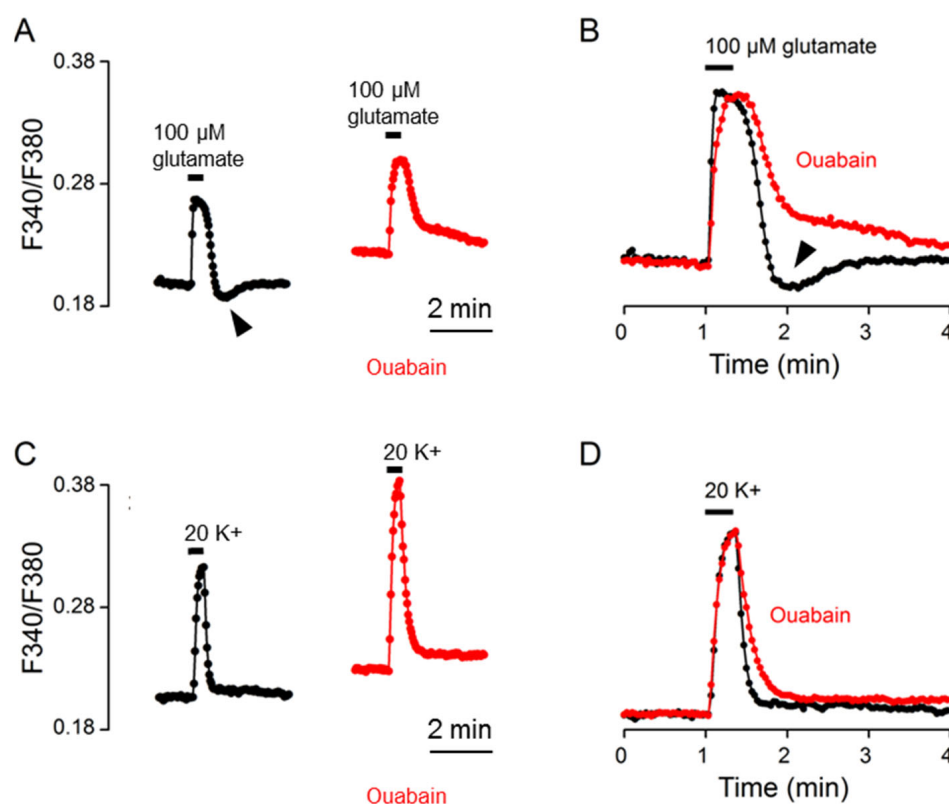 A
B
0.38
0.28
0.18
F340/F380
100 µM
glutamate
100 µM
glutamate
2 min
Ouabain
100 µM glutamate
Ouabain
0
1
2
3
4
Time (min)
C
D
0.38
0.28
0.18
F340/F380
20 K+
20 K+
2 min
Ouabain
20 K+
Ouabain
0
1
2
3
4
Time (min)